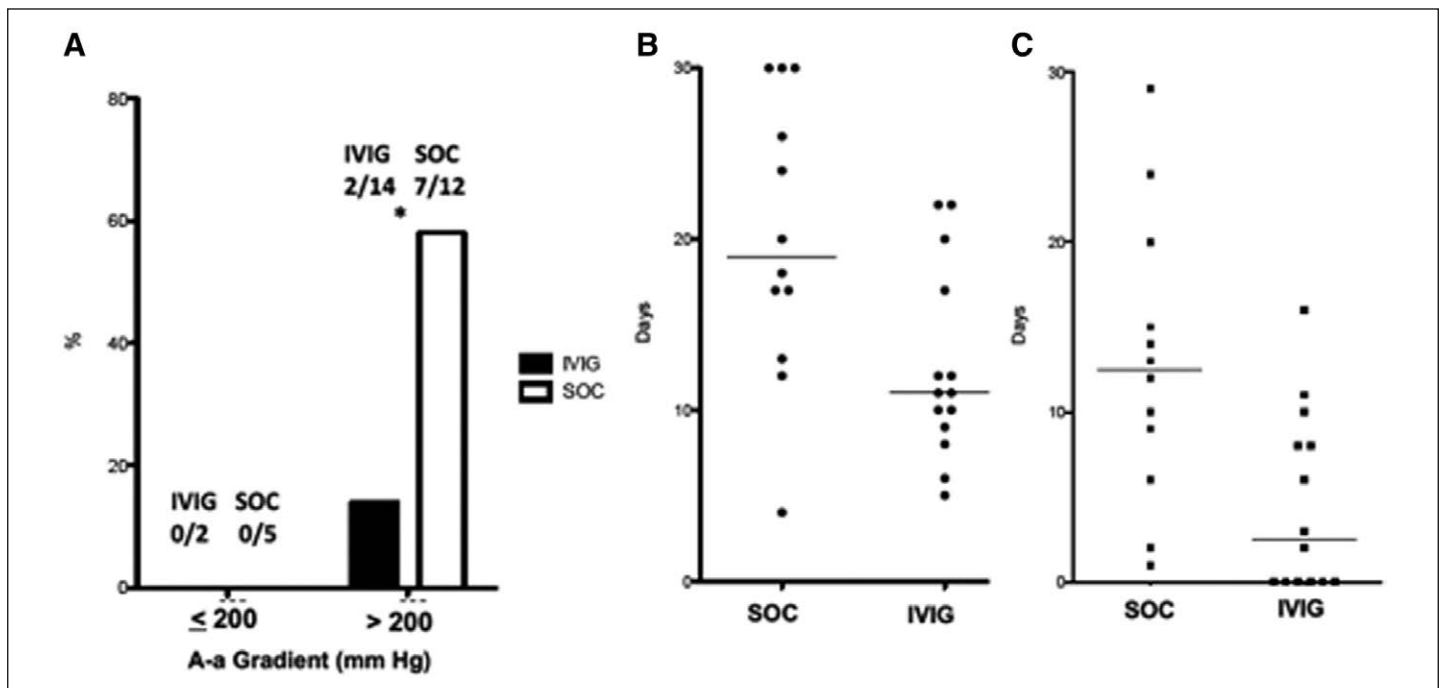 A
80
60
40
20
0
%
IVIG SOC
2/14 7/12
*
IVIG SOC
0/2 0/5
≤ 200
> 200
A-a Gradient (mm Hg)
IVIG
SOC
B
30
20
10
0
Days
SOC
IVIG
C
30
20
10
0
Days
SOC
IVIG